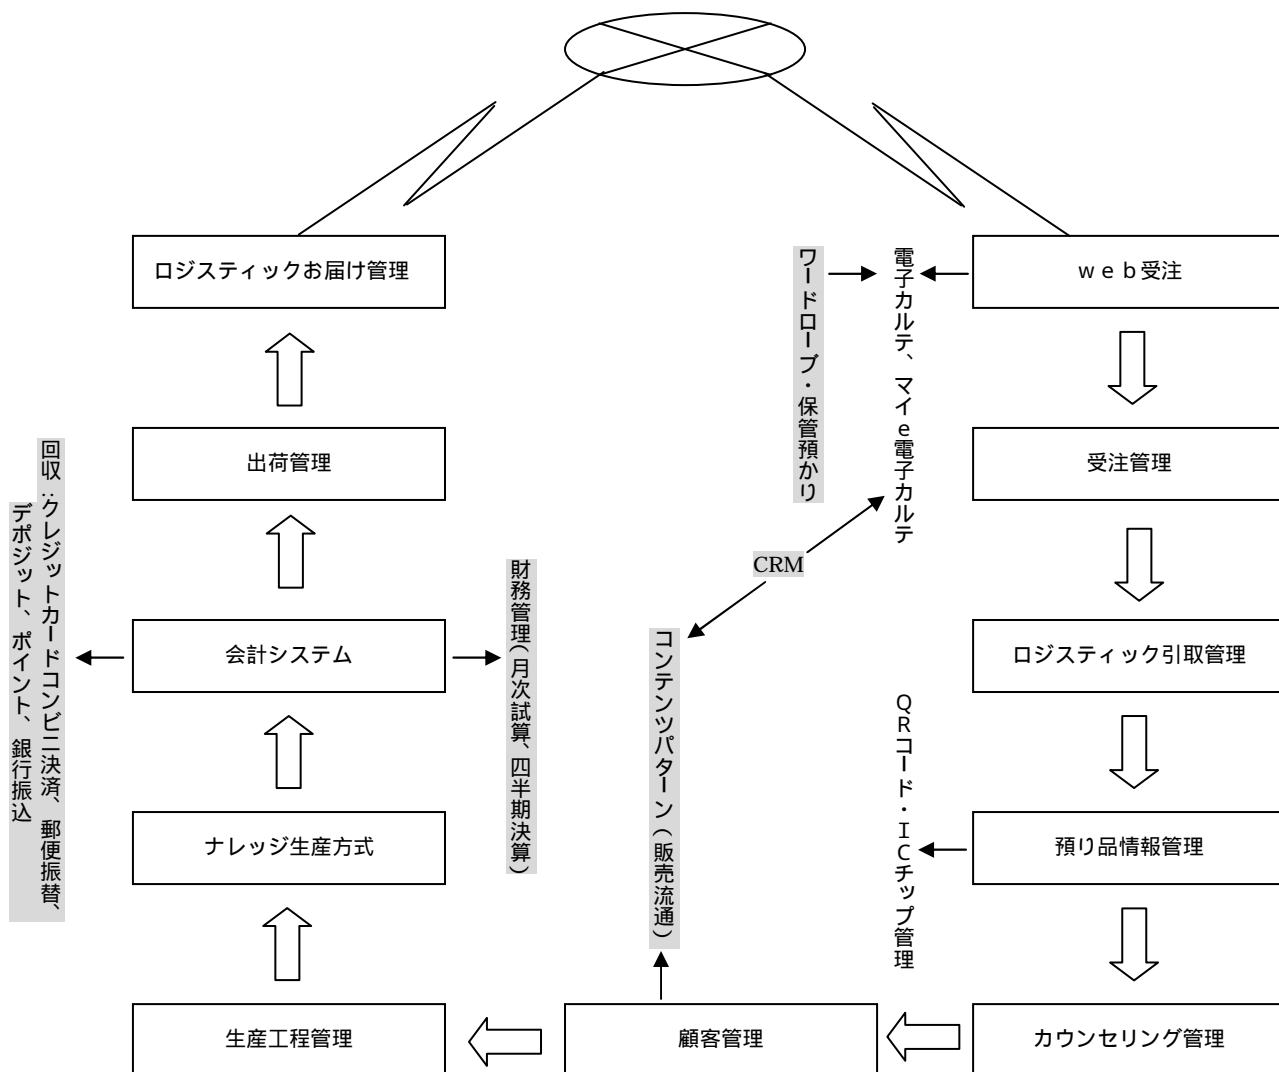 ロジスティックお届け管理
出荷管理
会計システム
ナレッジ生産方式
生産工程管理
回収：クレジットカードコンビニ決済、郵便振替、
デポジット、ポイント、銀行振込
財務管理（月次試算、四半期決算）
コンテンツパターン（販売流通）
CRM
ワードローブ・保管預かり
電子カルテ、マイｅ電子カルテ
ＱＲコード・ＩＣチップ管理
ｗｅｂ受注
受注管理
ロジスティック引取管理
預り品情報管理
カウンセリング管理
顧客管理